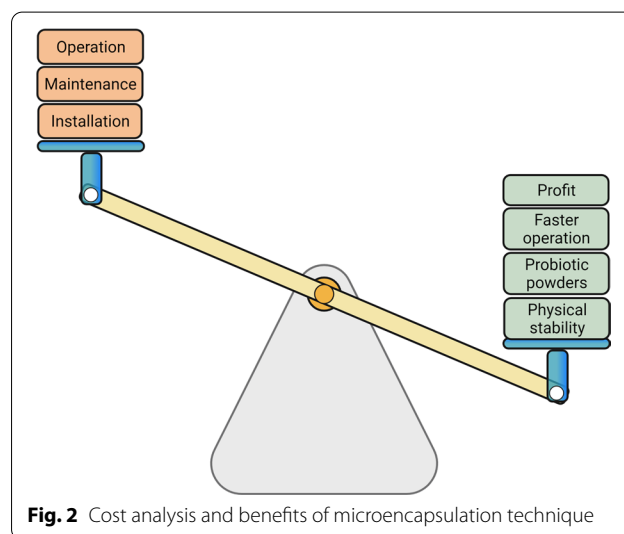 Operation
Maintenance
Installation
Profit
Faster
operation
Probiotic
powders
Physical
stability
Fig. 2 Cost analysis and benefits of microencapsulation technique